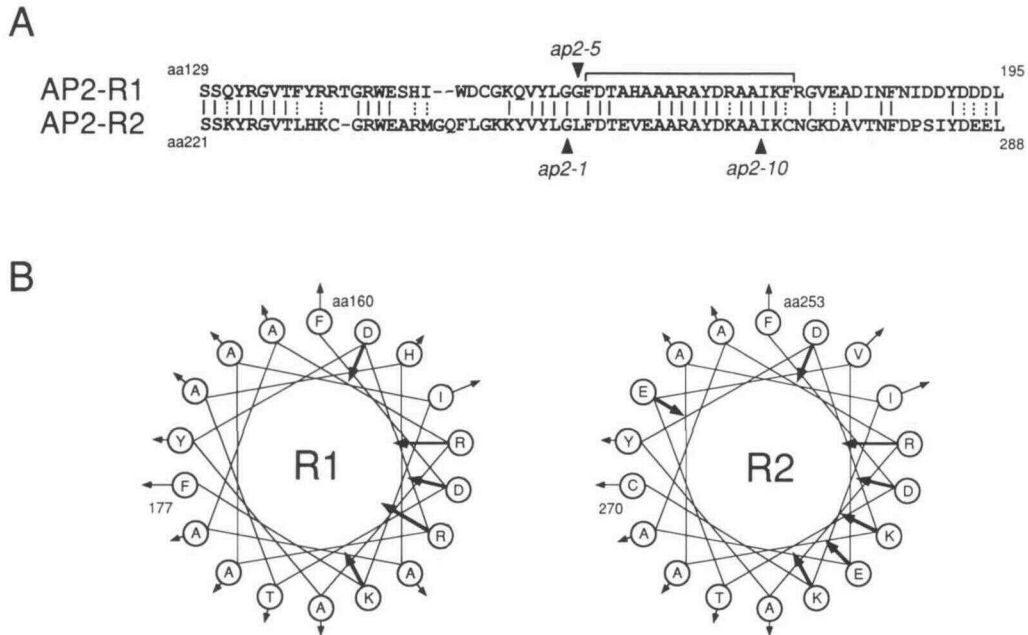 A
ap2-5
aa129
195
AP2-R1 SSQYRGVTFYRRTGRWESHI--WDCGKQVYLGGFDTAHAAARAYDRAAIKFRGVEADINFNIDDYDDDL
AP2-R2 SSKYRGVTLHKC-GRWEARMGQFLGKKYVYLGLFDTEVEAARAYDKAAIKCNGKDAVTNFDPSIYDEEL
aa221
288
ap2-1
ap2-10
B
aa160
F
D
H
I
R
D
R
A
K
A
T
A
A
F
177
Y
A
A
A
R1
aa253
F
D
V
I
R
D
K
E
K
A
T
A
A
C
270
Y
E
A
A
R2